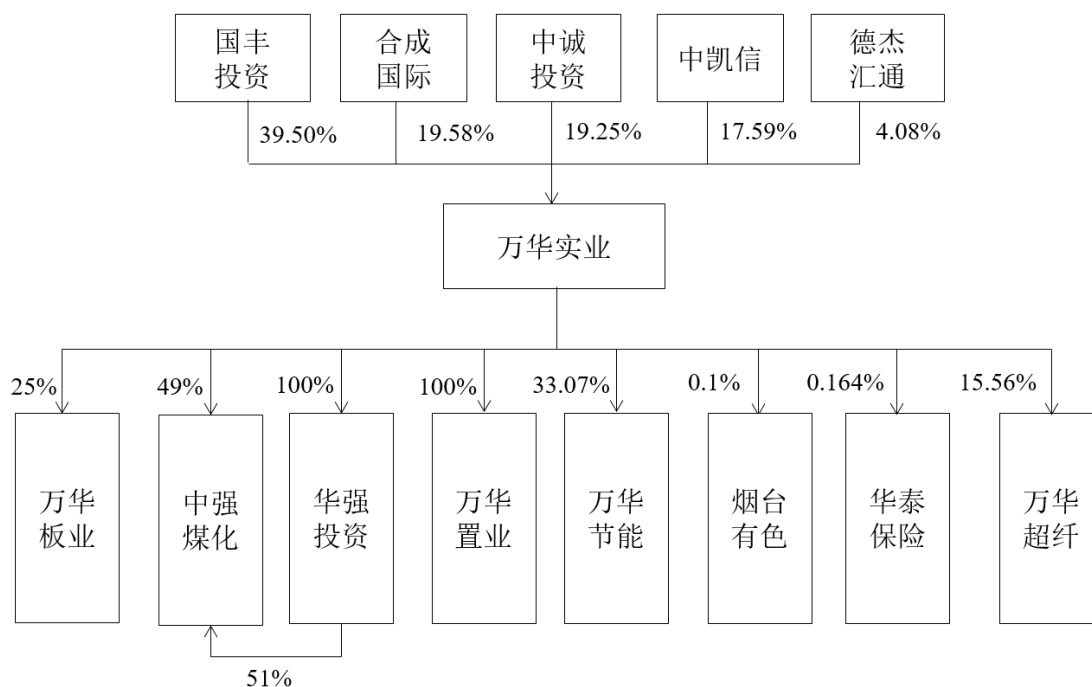 国丰
投资
合成
国际
中诚
投资
中凯信
德杰
汇通
39.50%
19.58%
19.25%
17.59%
4.08%
万华实业
25%
49%
100%
100%
33.07%
0.1%
0.164%
15.56%
万华
板业
中强
煤化
华强
投资
万华
置业
万华
节能
烟台
有色
华泰
保险
万华
超纤
51%